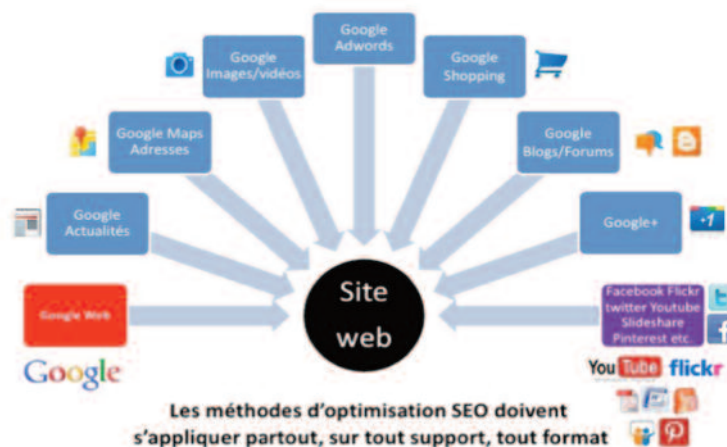 Google
Adwords
Google
Images/vidéos
Google
Shopping
Google Maps
Adresses
Google
Blogs/Forums
Google
Actualités
Google+
+1
Google Web
Site
web
Facebook Flickr
twitter Youtube
Slideshare
Pinterest etc.
Google
YouTube flickr
Les méthodes d'optimisation SEO doivent
s'appliquer partout, sur tout support, tout format